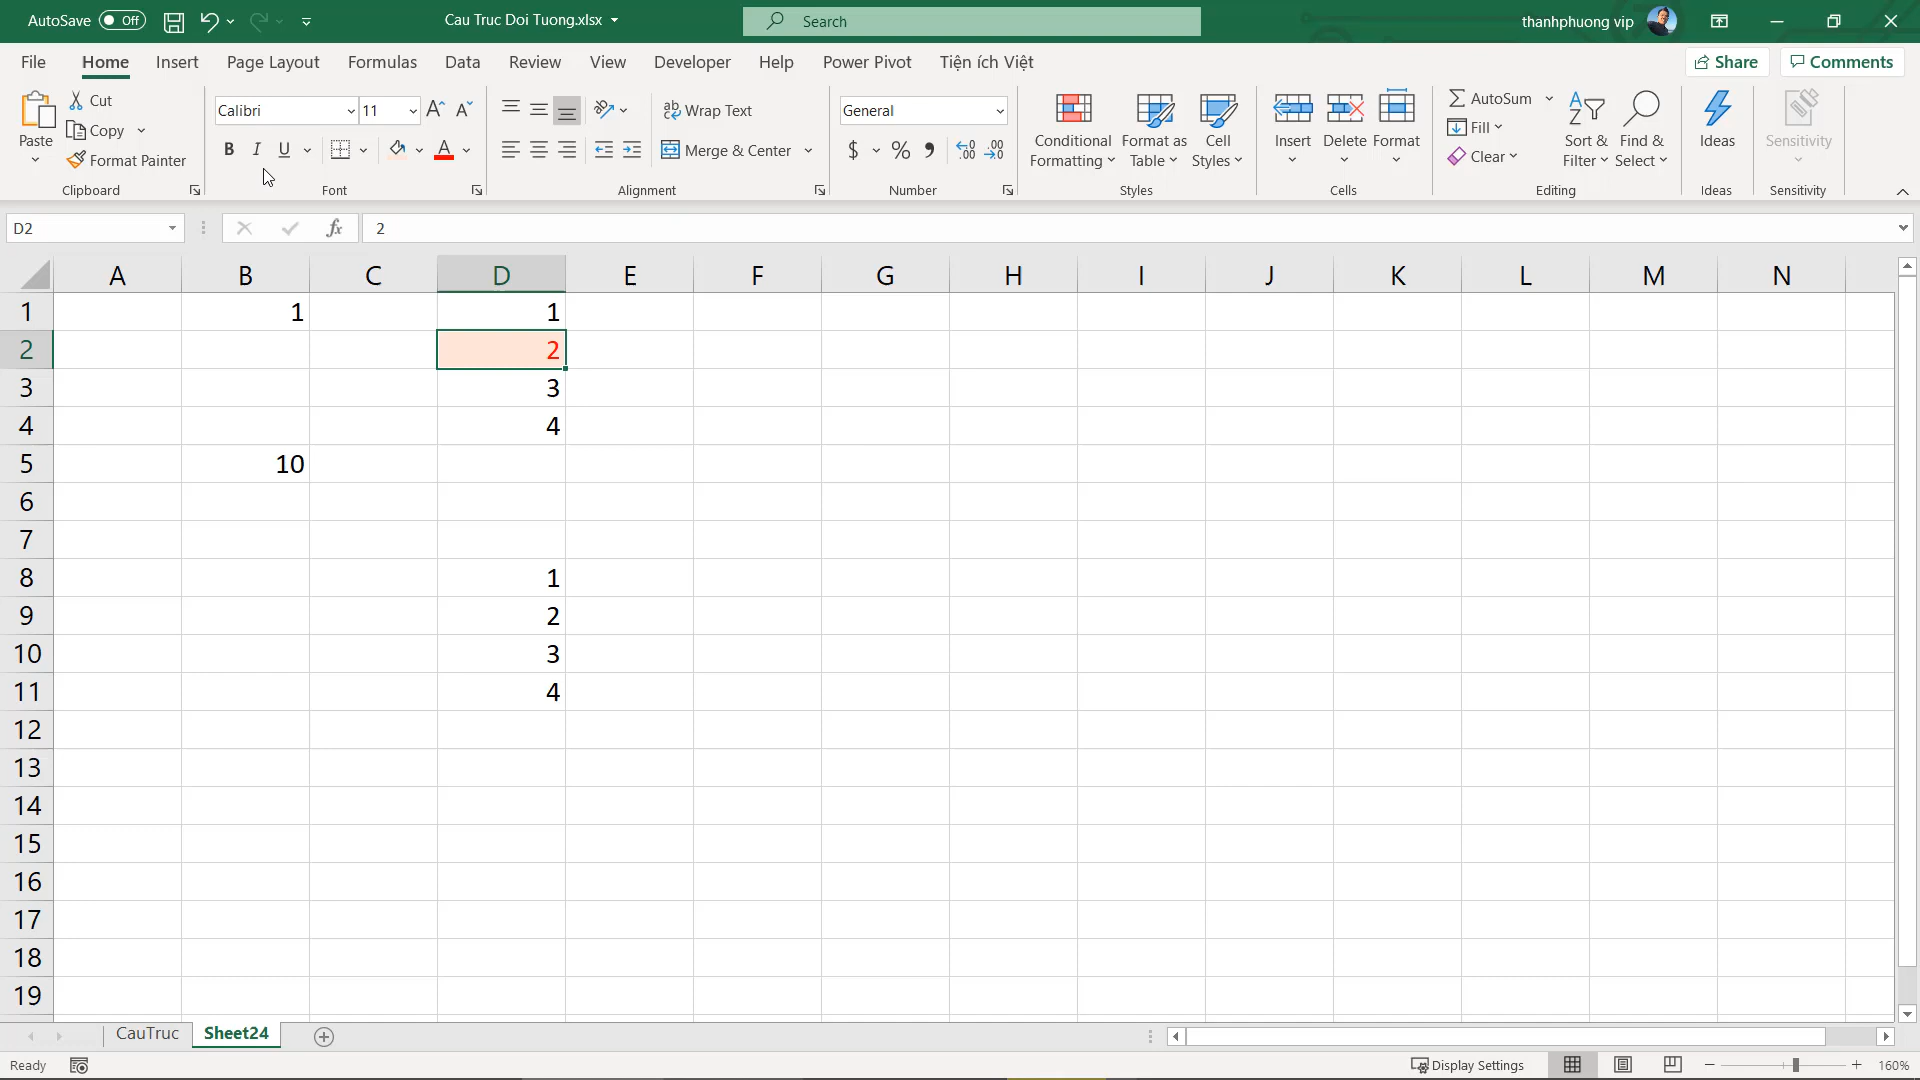 AutoSave Off Cau Truc Doi Tuong.xlsx Search thanhphuong vip
File Home Insert Page Layout Formulas Data Review View Developer Help Power Pivot Tiện ích Việt Share Comments
Paste
Cut
Copy
Format Painter
Clipboard
Calibri 11
B I U A
Font
Wrap Text
Merge & Center
Alignment
General
$ % ,
Number
Conditional Formatting
Format as Table
Cell Styles
Styles
Insert Delete Format
Cells
AutoSum
Fill
Clear
Sort & Filter
Find & Select
Editing
Ideas
Ideas
Sensitivity
Sensitivity
D2 fx 2
A B C D E F G H I J K L M N
1 1 1
2 2
3 3
4 4
5 10
6
7
8 1
9 2
10 3
11 4
12
13
14
15
16
17
18
19
CauTruc Sheet24
Ready Display Settings 160%